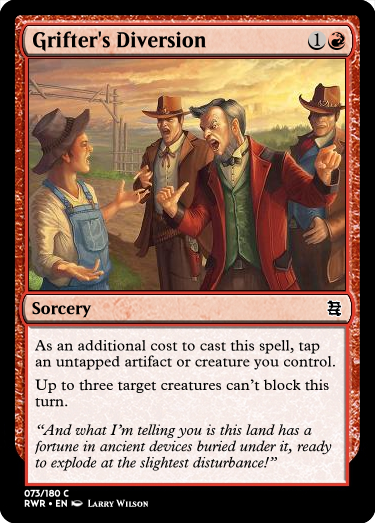 Grifter's Diversion 1
Sorcery
As an additional cost to cast this spell, tap
an untapped artifact or creature you control.
Up to three target creatures can't block this
turn.
“And what I'm telling you is this land has a
fortune in ancient devices buried under it, ready
to explode at the slightest disturbance!”
073/180 C
RWR • EN Larry Wilson